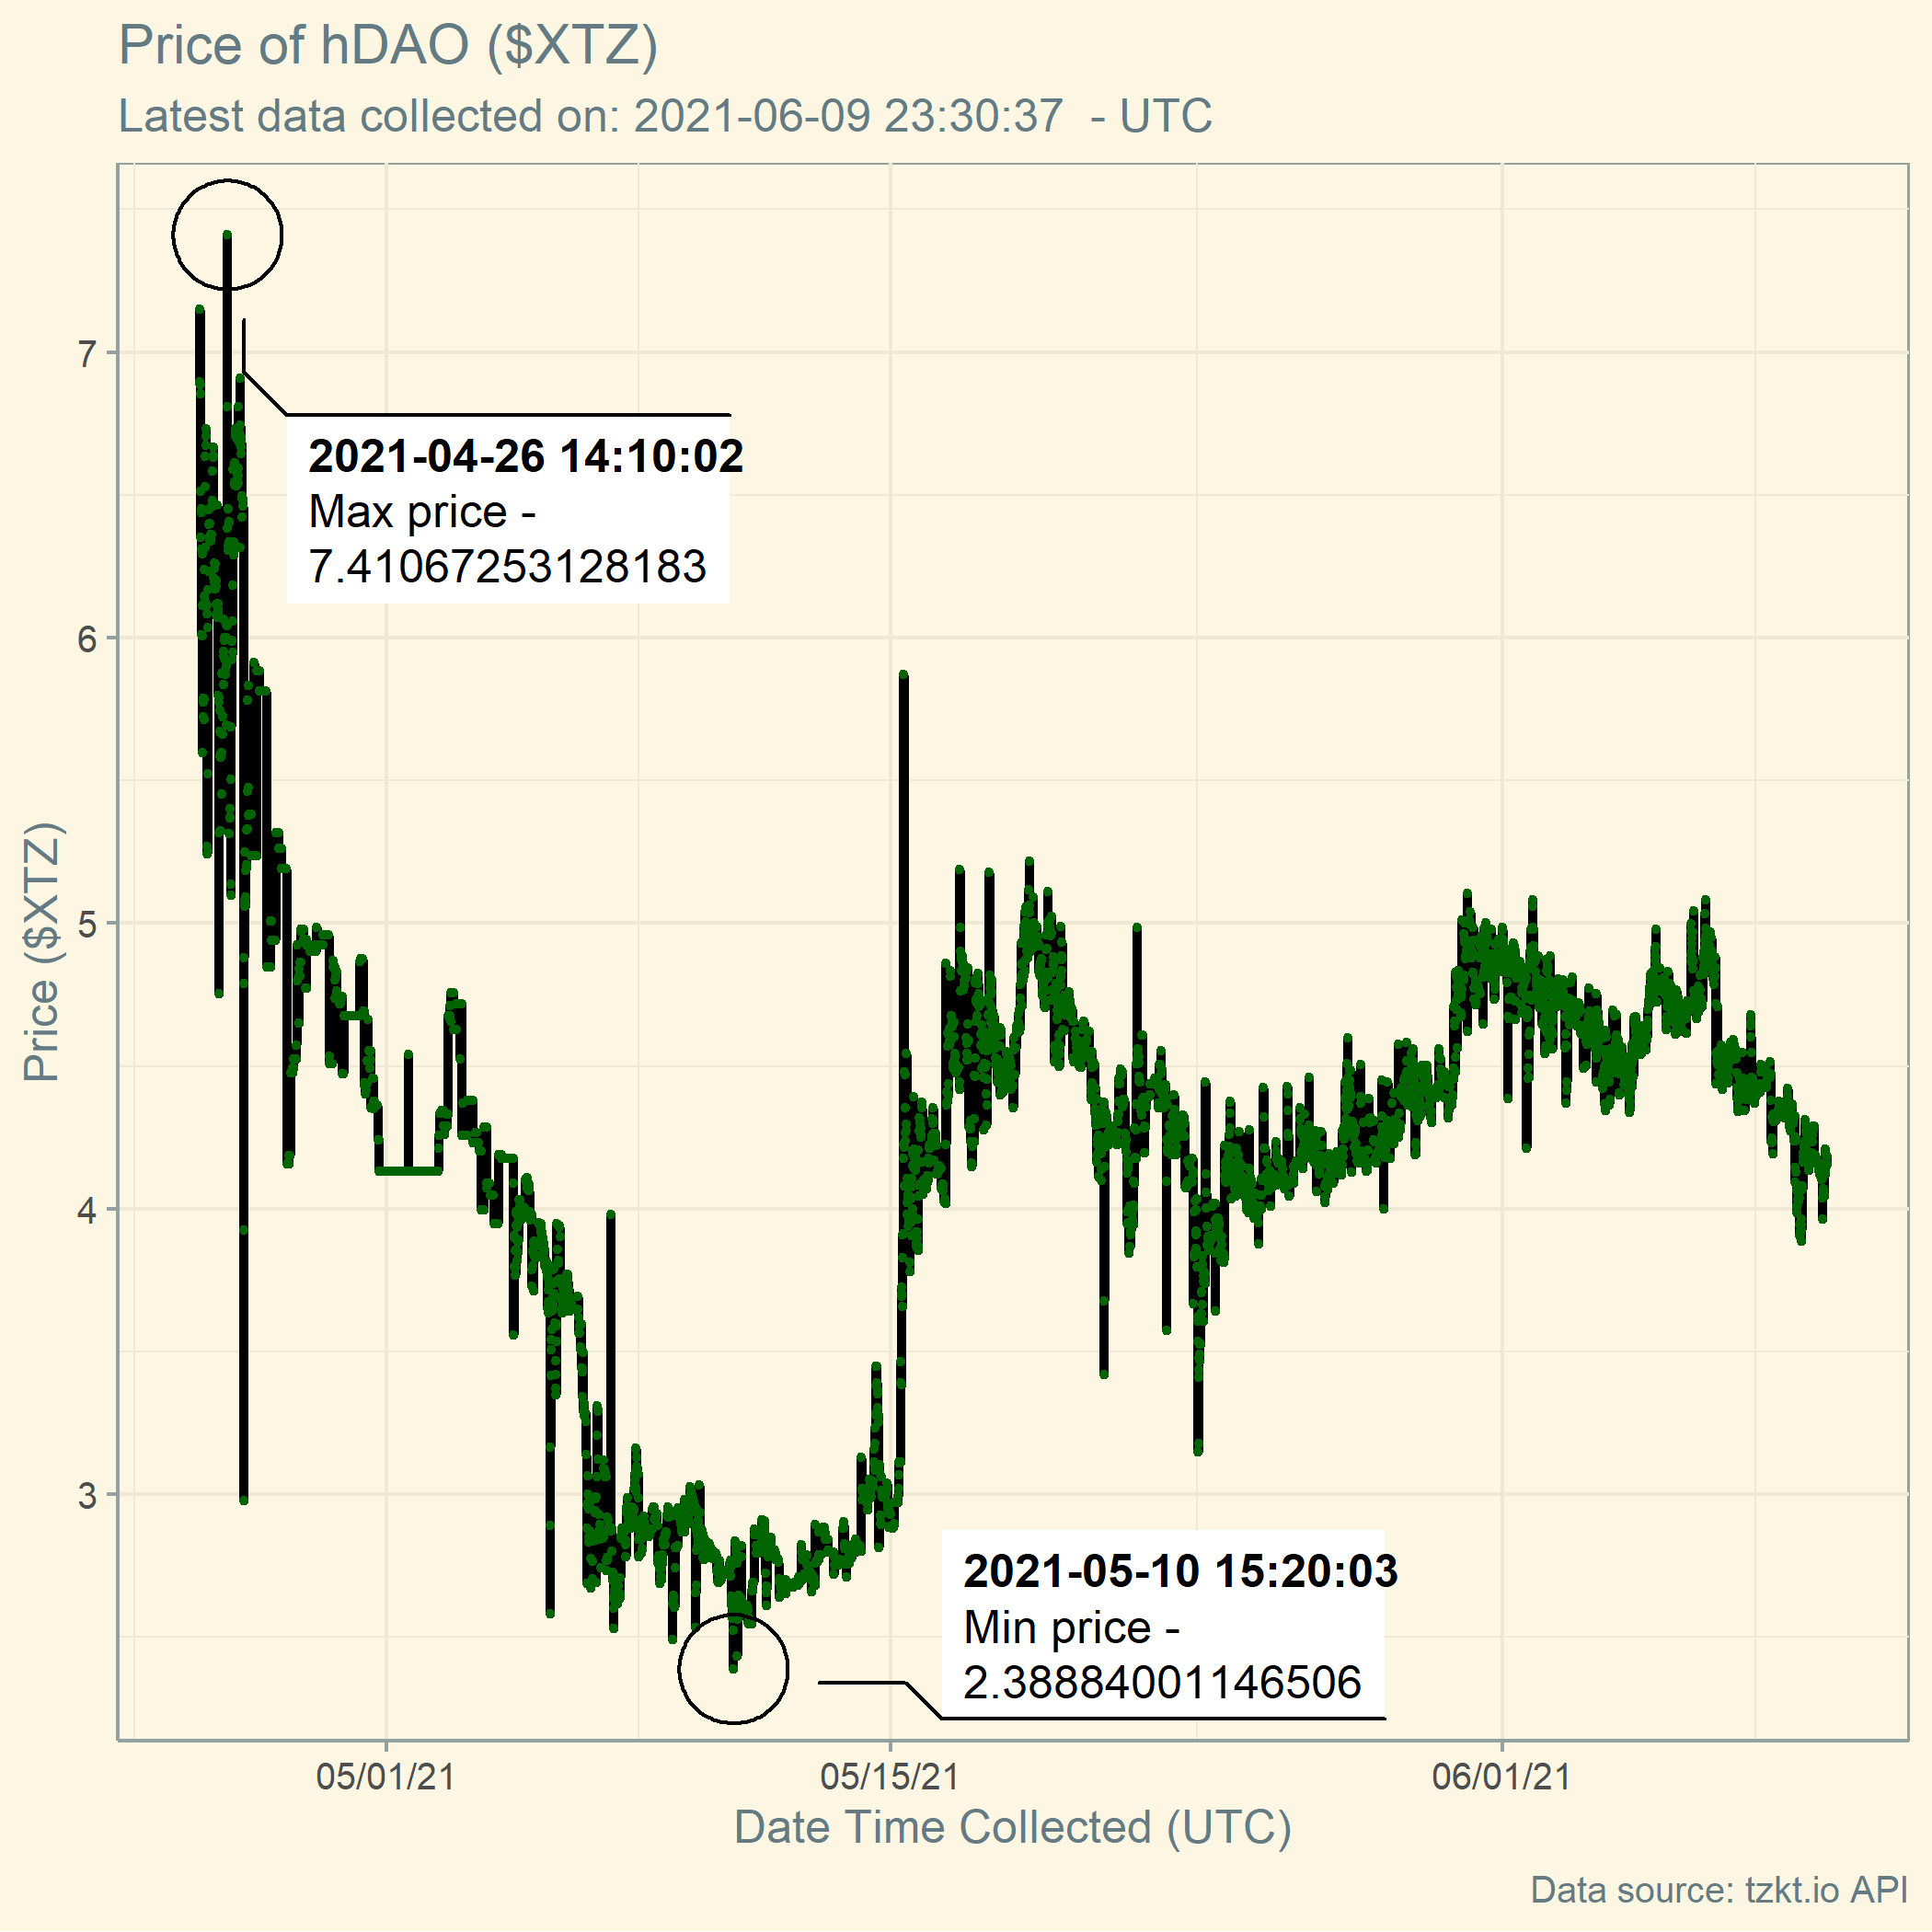 Price of hDAO ($XTZ)
Latest data collected on: 2021-06-09 23:30:37  - UTC
2021-04-26 14:10:02
Max price -
7.41067253128183
7
6
5
4
3
Price ($XTZ)
2021-05-10 15:20:03
Min price -
2.38884001146506
05/01/21
05/15/21
06/01/21
Date Time Collected (UTC)
Data source: tzkt.io API